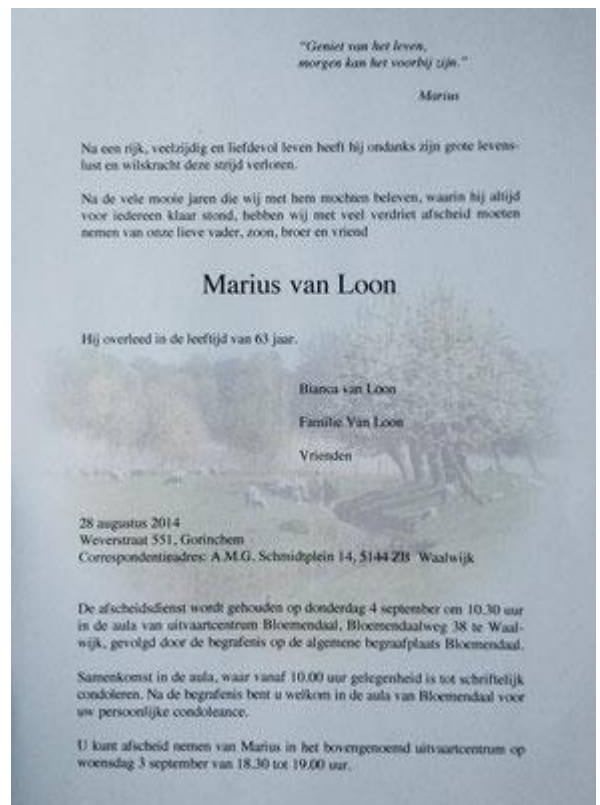 "Geniet van het leven,
morgen kan het voorbij zijn."
Marius
Na een rijk, veelzijdig en liefdevol leven heeft hij ondanks zijn grote levens-
lust en wilskracht deze strijd verloren.
Na de vele mooie jaren die wij met hem mochten beleven, waarin hij altijd
voor iedereen klaar stond, hebben wij met veel verdriet afscheid moeten
nemen van onze lieve vader, zoon, broer en vriend
Marius van Loon
Hij overleed in de leeftijd van 63 jaar.
Bianca van Loon
Familie Van Loon
Vrienden
28 augustus 2014
Weverstraat 551, Gorinchem
Correspondentieadres: A.M.G. Schmidtplein 14, 5144 ZB Waalwijk
De afscheidsdienst wordt gehouden op donderdag 4 september om 10.30 uur
in de aula van uitvaartcentrum Bloemendaal, Bloemendaalweg 38 te Waal-
wijk, gevolgd door de begrafenis op de algemene begraafplaats Bloemendaal.
Samenkomst in de aula, waar vanaf 10.00 uur gelegenheid is tot schriftelijk
condoleren. Na de begrafenis bent u welkom in de aula van Bloemendaal voor
uw persoonlijke condoleance.
U kunt afscheid nemen van Marius in het bovengenoemd uitvaartcentrum op
woensdag 3 september van 18.30 tot 19.00 uur.